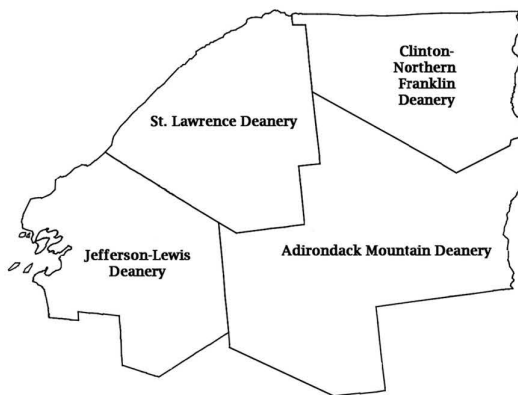 Clinton-
Northern
Franklin
Deanery
St. Lawrence Deanery
Jefferson-Lewis
Deanery
Adirondack Mountain Deanery